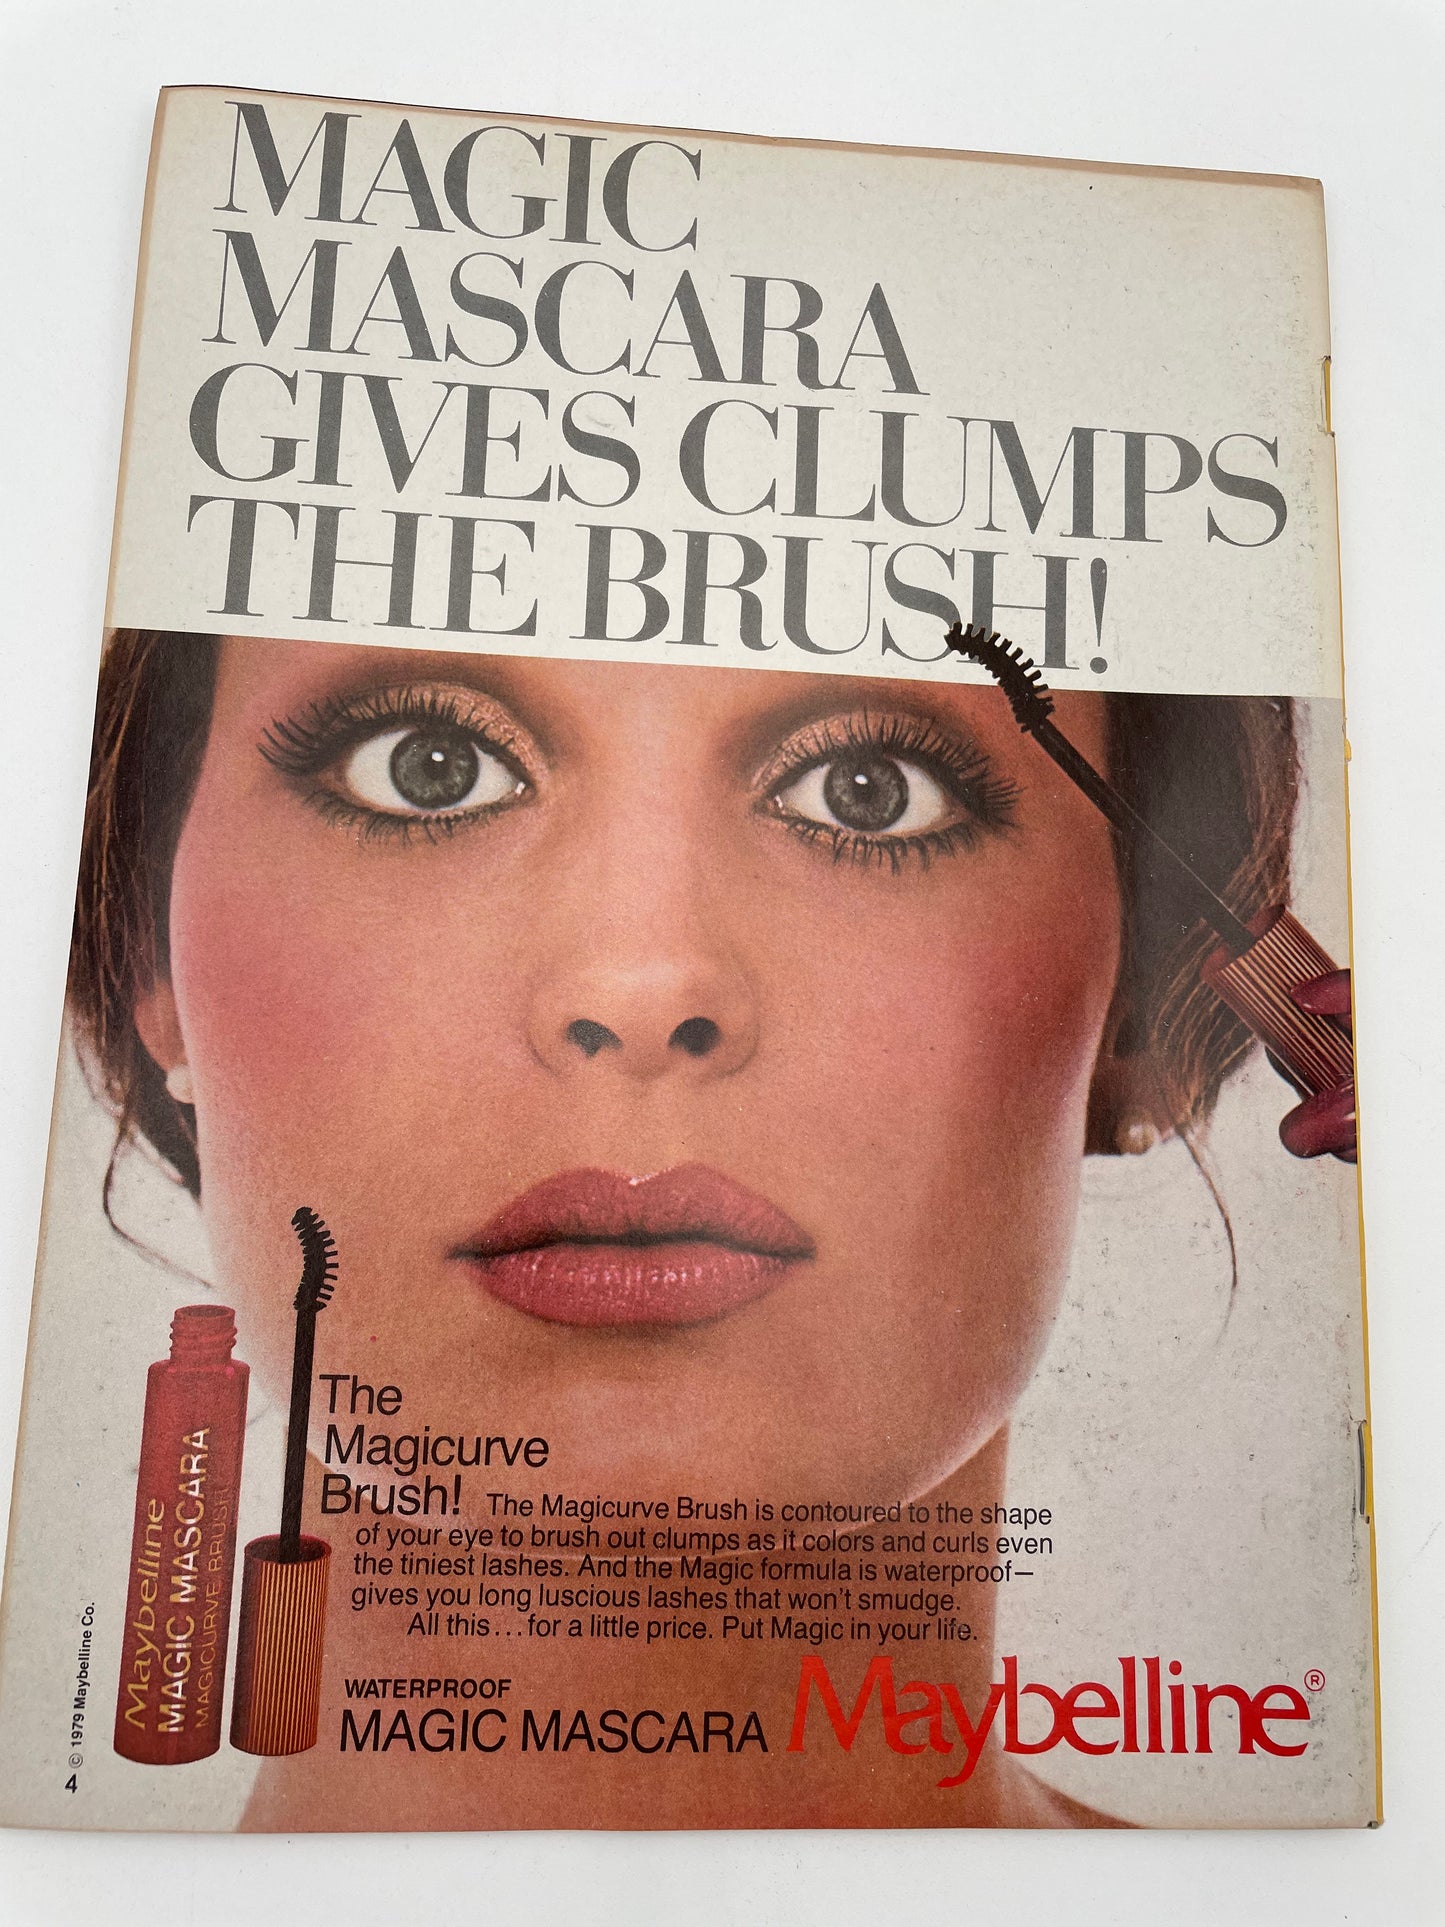 MAGIC
MASCARA
GIVES CLUMPS
THE BRUSH!
The
Magicurve
Brush! The Magicurve Brush is contoured to the shape
of your eye to brush out clumps as it colors and curls even
the tiniest lashes. And the Magic formula is waterproof—
gives you long luscious lashes that won't smudge.
All this...for a little price. Put Magic in your life.
WATERPROOF
MAGIC MASCARA Maybelline®
Maybelline
MAGIC MASCARA
MAGICURVE BRUSH
© 1979 Maybelline Co.
4